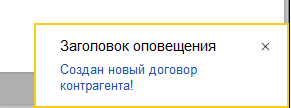 Заголовок оповещения
Создан новый договор
контрагента!